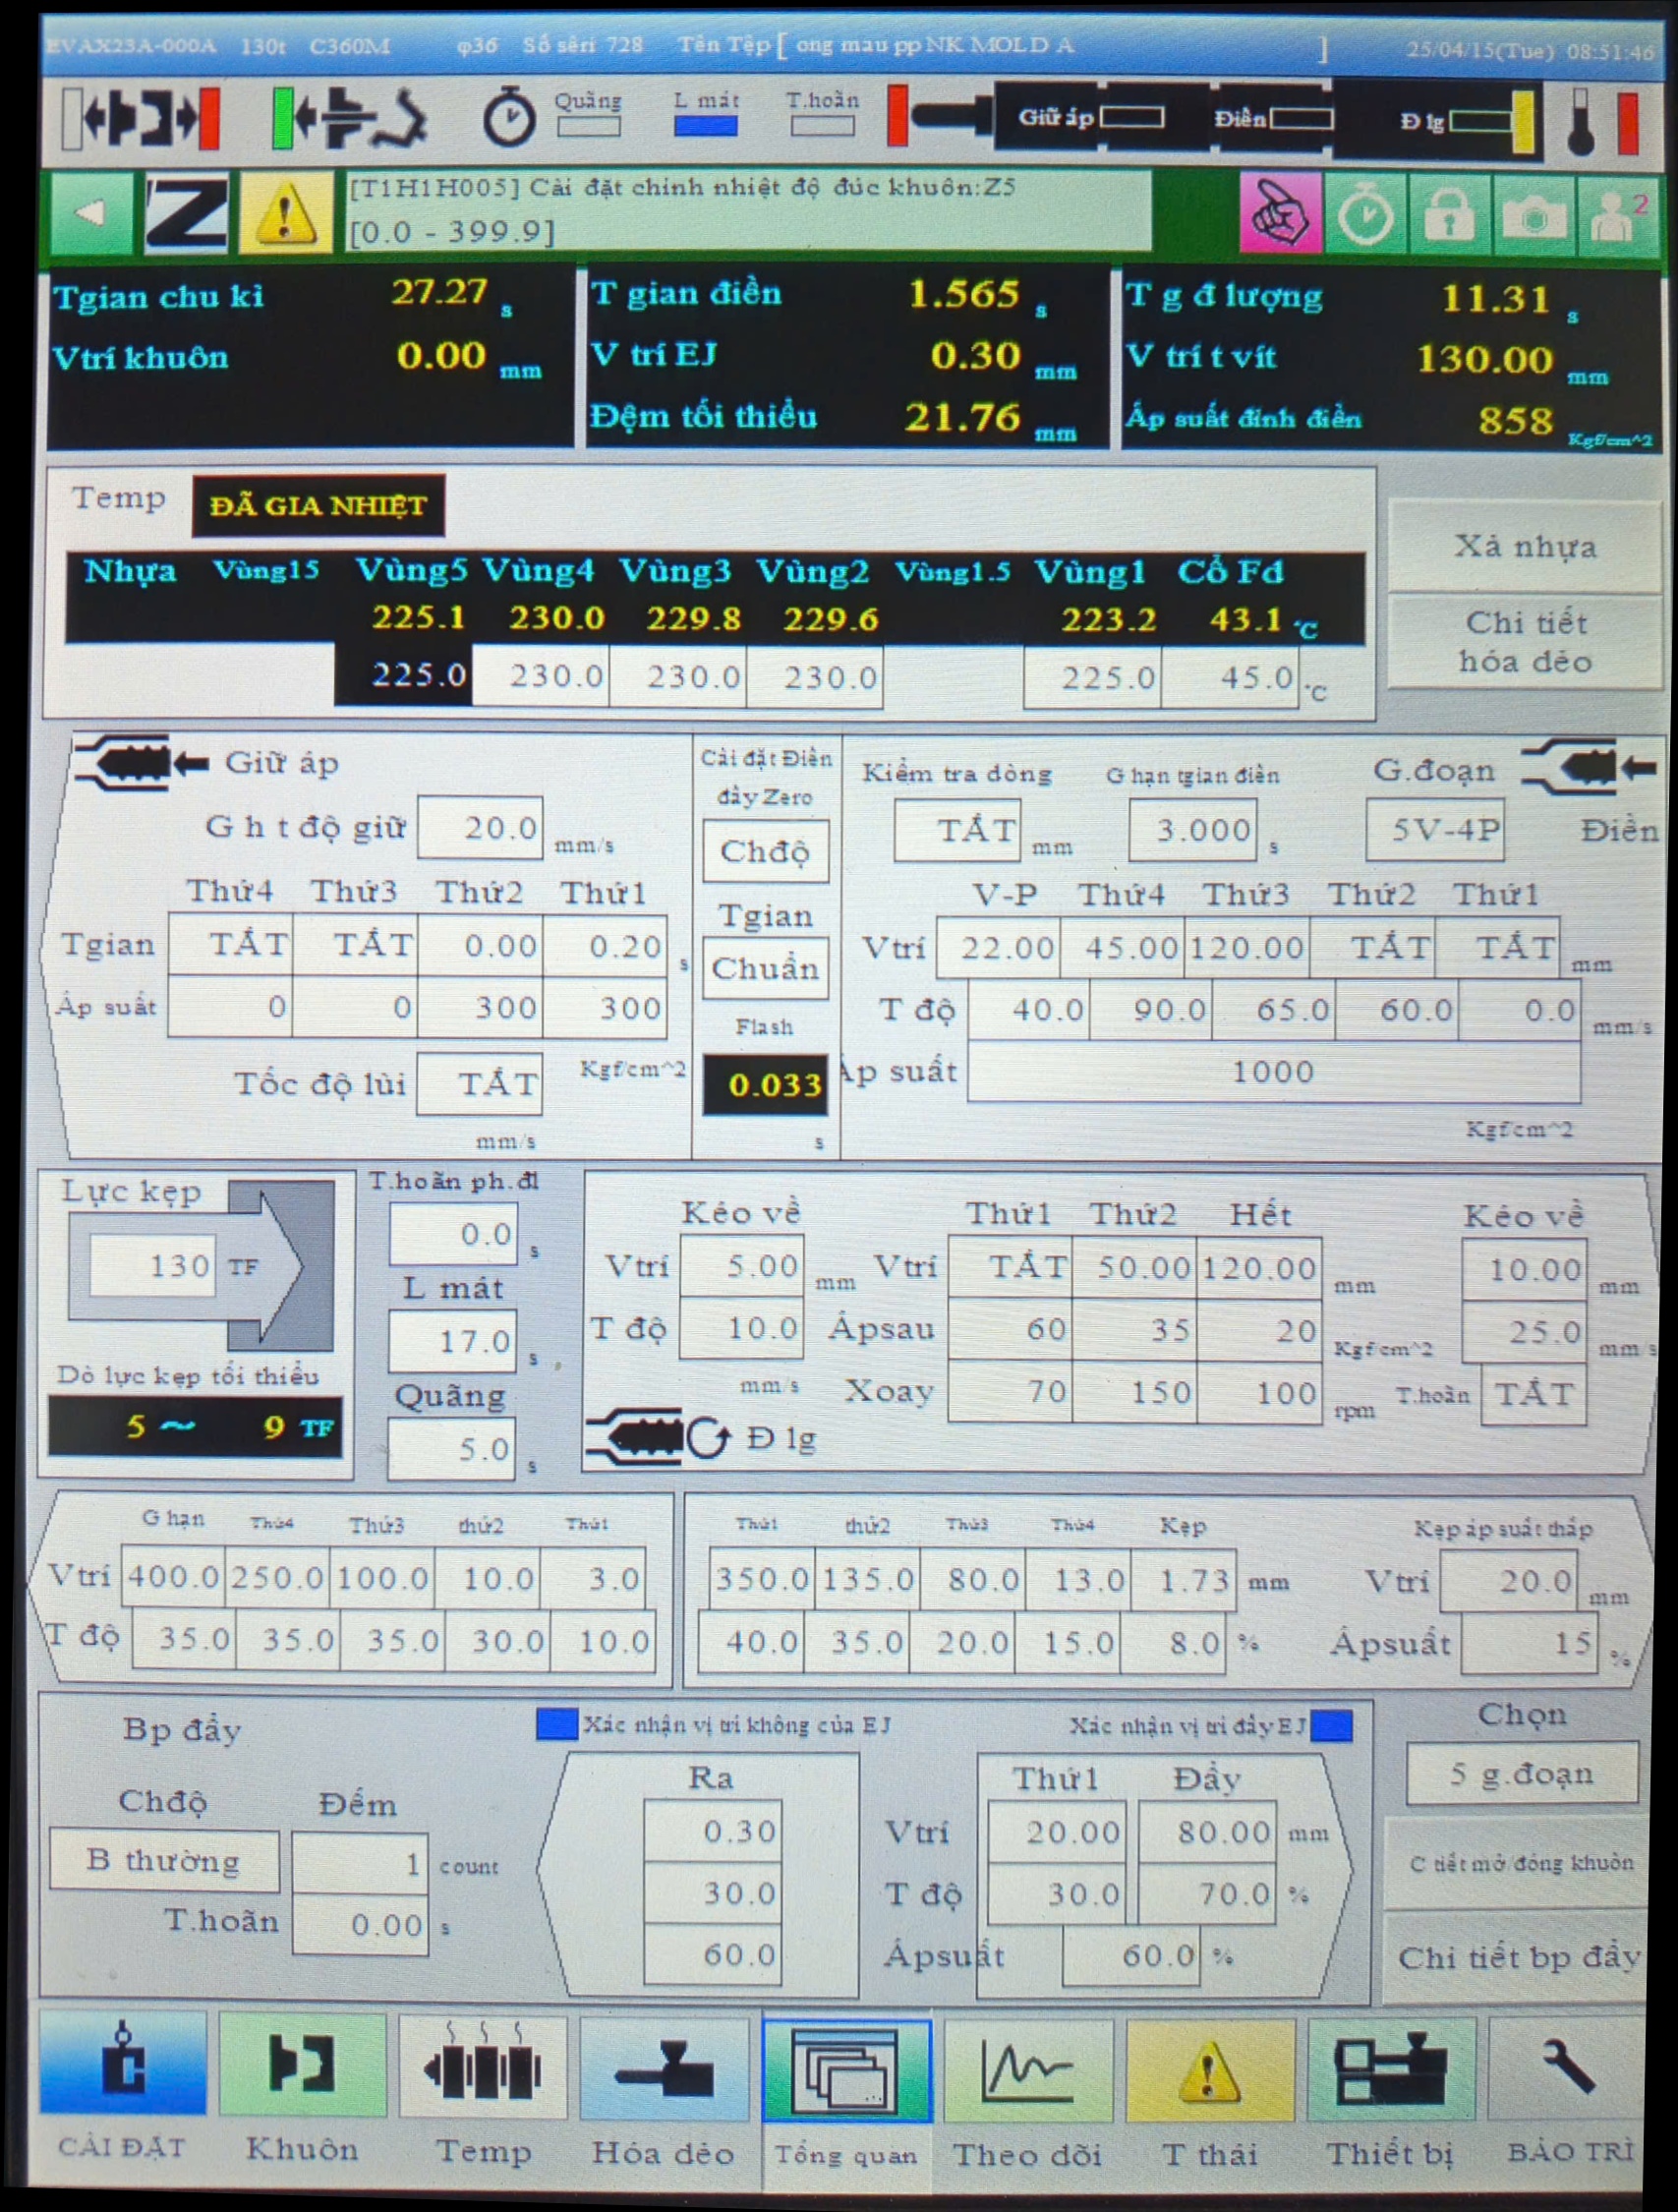 EVAX23A-000A 130t C360M φ36 Số sêri 728 Tên Tệp [ ong mau pp NK MOLD A ] 25/04/15(Tue) 08:51:46
Quãng L mát T.hoãn Giữ áp Điền Đ lg
[T1H1H005] Cài đặt chỉnh nhiệt độ đúc khuôn:Z5
[0.0 - 399.9]
2
Tgian chu kì 27.27 s T gian điền 1.565 s T g đ lượng 11.31 s
Vtrí khuôn 0.00 mm V trí EJ 0.30 mm V trí t vít 130.00 mm
Đệm tối thiểu 21.76 mm Áp suất đỉnh điền 858 Kgf/cm^2
Temp ĐÃ GIA NHIỆT
Xả nhựa
Nhựa Vùng15 Vùng5 Vùng4 Vùng3 Vùng2 Vùng1.5 Vùng1 Cổ Fđ
225.1 230.0 229.8 229.6 223.2 43.1 °C
Chi tiết
hóa dẻo
225.0 230.0 230.0 230.0 225.0 45.0 °C
Giữ áp
G h t độ giữ 20.0 mm/s
Thứ4 Thứ3 Thứ2 Thứ1
Tgian TẮT TẮT 0.00 0.20 s
Áp suất 0 0 300 300
Tốc độ lùi TẮT Kgf/cm^2
mm/s
Cài đặt Điền
đầy Zero
Chđộ
Tgian
Chuẩn
Flash
0.033
s
Kiểm tra dòng G hạn tgian điền G.đoạn
TẮT mm 3.000 s 5V-4P Điền
V-P Thứ4 Thứ3 Thứ2 Thứ1
Vtrí 22.00 45.00 120.00 TẮT TẮT mm
T độ 40.0 90.0 65.0 60.0 0.0 mm/s
Áp suất 1000
Kgf/cm^2
Lực kẹp
130 TF
Dò lực kẹp tối thiểu
5 ~ 9 TF
T.hoãn ph.đl
0.0 s
L mát
17.0 s
Quãng
5.0 s
Kéo về Thứ1 Thứ2 Hết Kéo về
Vtrí 5.00 mm Vtrí TẮT 50.00 120.00 mm 10.00 mm
T độ 10.0 Ápsau 60 35 20 Kgf/cm^2 25.0 mm/s
mm/s Xoay 70 150 100 rpm T.hoãn TẮT
Đ lg
G hạn Thứ4 Thứ3 thứ2 Thứ1
Vtrí 400.0 250.0 100.0 10.0 3.0
T độ 35.0 35.0 35.0 30.0 10.0
Thứ1 thứ2 Thứ3 Thứ4 Kẹp Kẹp áp suất thấp
350.0 135.0 80.0 13.0 1.73 mm Vtrí 20.0 mm
40.0 35.0 20.0 15.0 8.0 % Ápsuất 15 %
Bp đẩy Xác nhận vị trí không của EJ Xác nhận vị trí đẩy EJ
Chọn
5 g.đoạn
Chđộ Đếm
B thường 1 count
T.hoãn 0.00 s
Ra Thứ1 Đẩy
0.30 Vtrí 20.00 80.00 mm
30.0 T độ 30.0 70.0 %
60.0 Ápsuất 60.0 %
C tiết mở/đóng khuôn
Chi tiết bp đẩy
CÀI ĐẶT Khuôn Temp Hóa dẻo Tổng quan Theo dõi T thái Thiết bị BẢO TRÌ